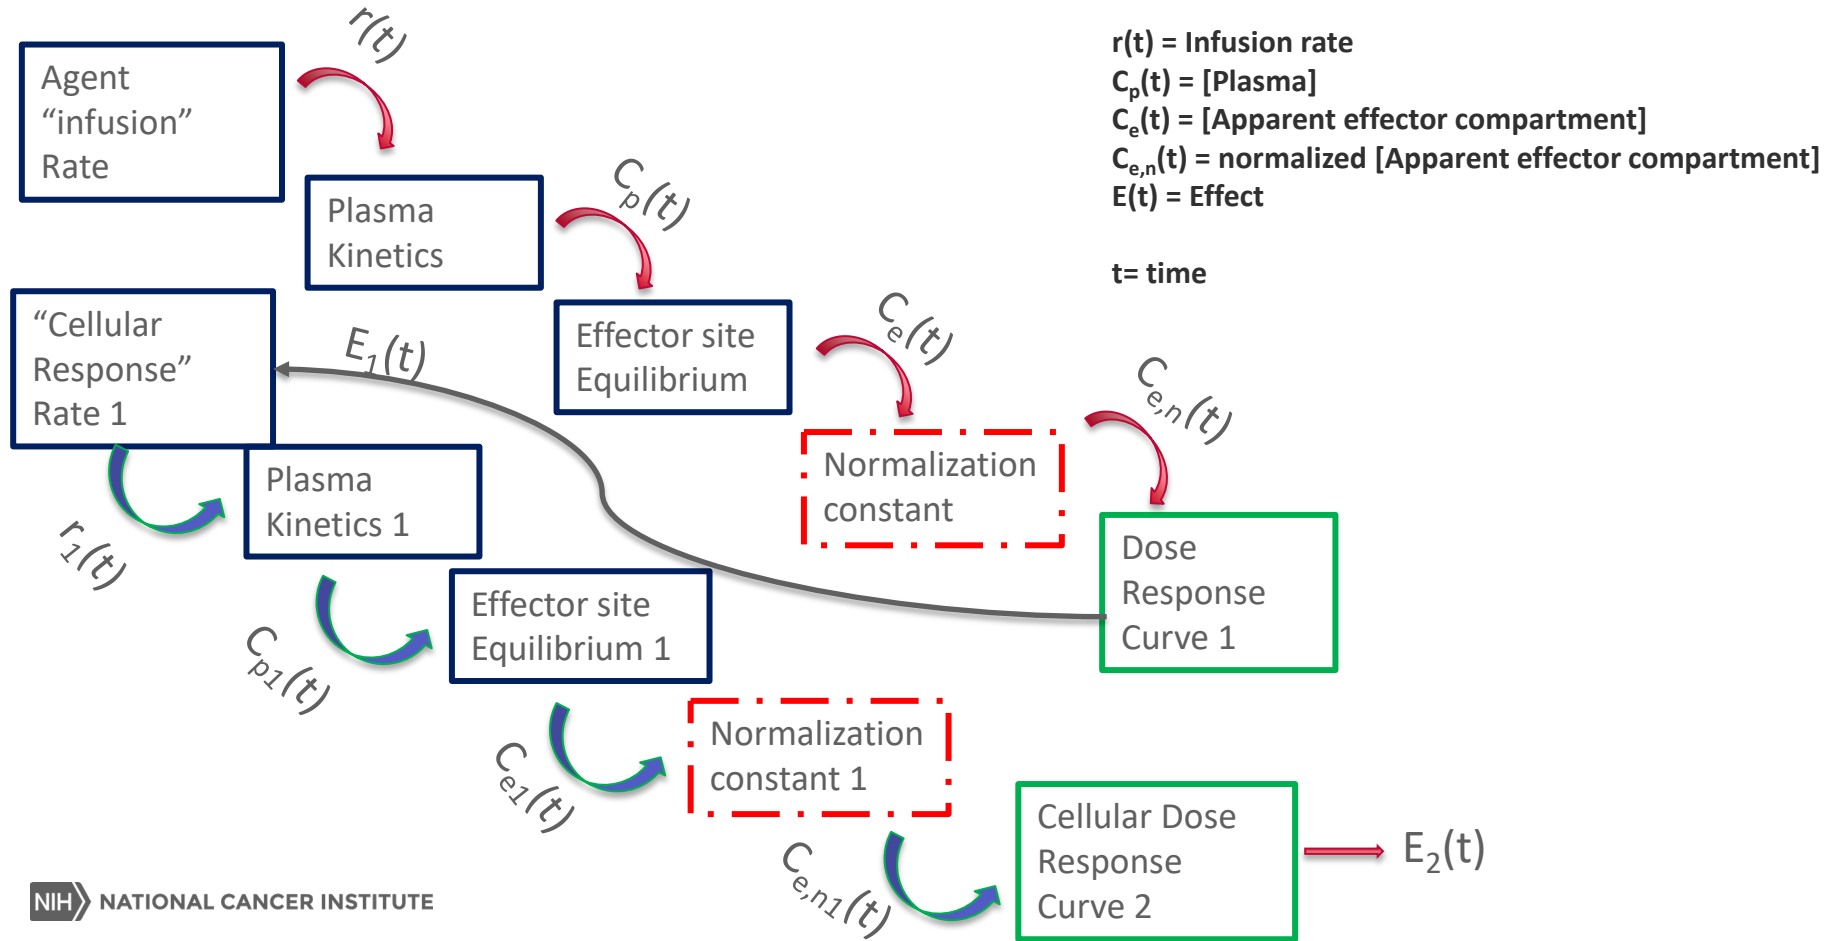 r(t)
Agent
“infusion”
Rate
r(t) = Infusion rate
Cp(t) = [Plasma]
Ce(t) = [Apparent effector compartment]
Ce,n(t) = normalized [Apparent effector compartment]
E(t) = Effect
t= time
Cp(t)
Plasma
Kinetics
Ce(t)
Effector site
Equilibrium
Ce,n(t)
Normalization
constant
Dose
Response
Curve 1
E1(t)
“Cellular
Response”
Rate 1
r1(t)
Plasma
Kinetics 1
Cp1(t)
Effector site
Equilibrium 1
Ce1(t)
Normalization
constant 1
Ce,n1(t)
Cellular Dose
Response
Curve 2
E2(t)
NIH NATIONAL CANCER INSTITUTE